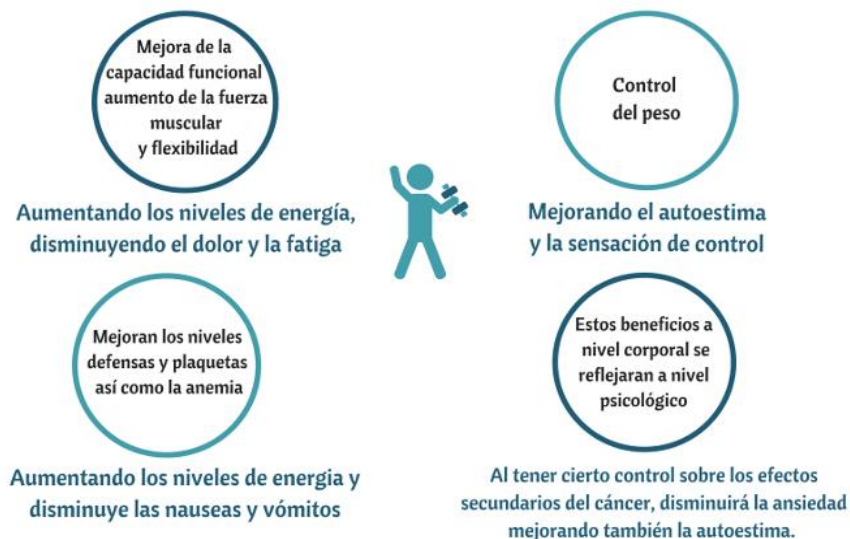 Mejora de la
capacidad funcional
aumento de la fuerza
muscular
y flexibilidad
Aumentando los niveles de energía,
disminuyendo el dolor y la fatiga
Control
del peso
Mejorando el autoestima
y la sensación de control
Mejoran los niveles
defensas y plaquetas
así como la anemia
Aumentando los niveles de energia y
disminuye las nauseas y vómitos
Estos beneficios a
nivel corporal se
reflejaran a nivel
psicológico
Al tener cierto control sobre los efectos
secundarios del cáncer, disminuirá la ansiedad
mejorando también la autoestima.